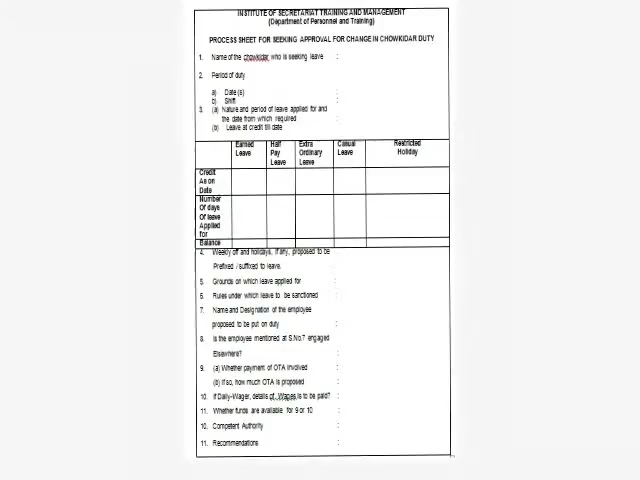 INSTITUTE OF SECRETARIAT TRAINING AND MANAGEMENT
(Department of Personnel and Training)
PROCESS SHEET FOR SEEKING APPROVAL FOR CHANGE IN CHOWKIDAR DUTY
1. Name of the chowkidar who is seeking leave :
2. Period of duty
a) Date (s) :
b) Shift :
3. (a) Nature and period of leave applied for and
the date from which required :
(b) Leave at credit till date
Earned Leave Half Pay Leave Extra Ordinary Leave Casual Leave Restricted Holiday
Credit
As on
Date
Number
Of days
Of leave
Applied
for
Balance
4. Weekly off and holidays, if any, proposed to be
Prefixed / suffixed to leave. :
5. Grounds on which leave applied for :
6. Rules under which leave to be sanctioned :
7. Name and Designation of the employee
proposed to be put on duty :
8. Is the employee mentioned at S.No.7 engaged
Elsewhere? :
9. (a) Whether payment of OTA involved :
(b) If so, how much OTA is proposed :
10. If Daily-Wager, details of Wages is to be paid? :
11. Whether funds are available for 9 or 10 :
10. Competent Authority :
11. Recommendations :